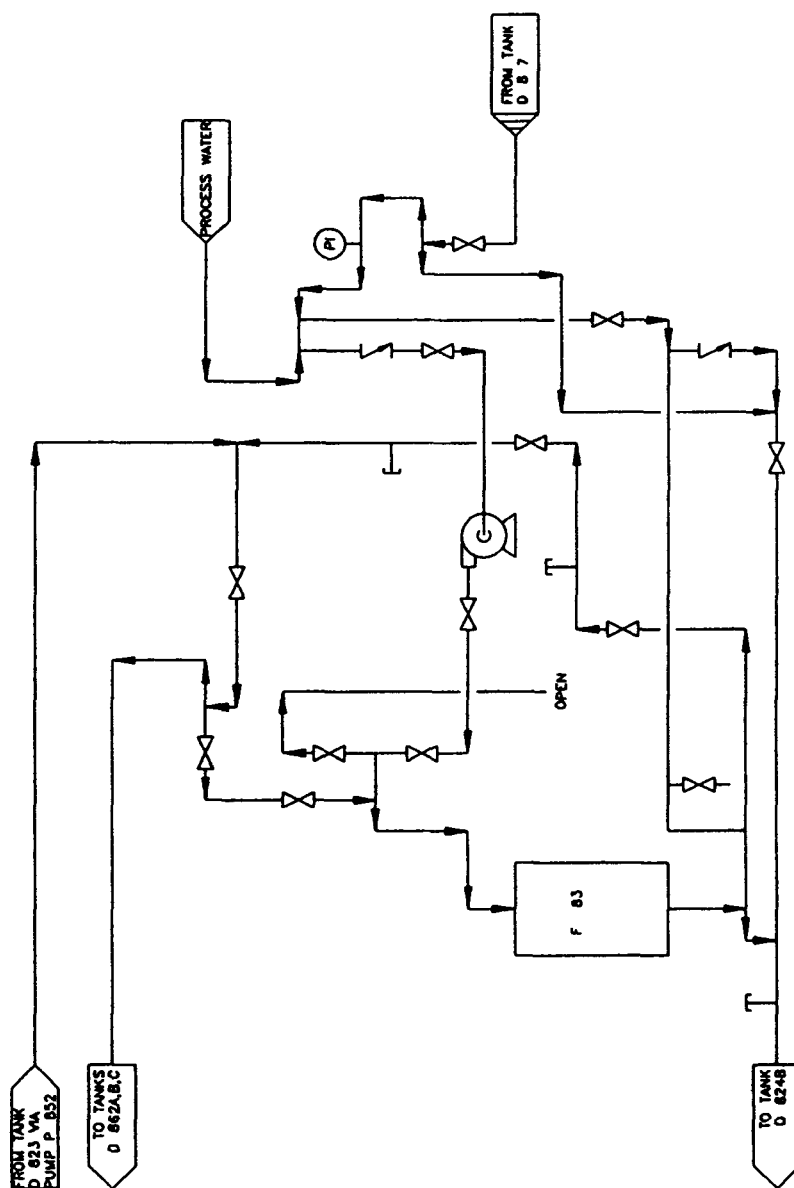 FROM TANK
D 823 VIA
PUMP P 852
TO TANKS
D 862A,B,C
PROCESS WATER
FROM TANK
D 8 7
PI
OPEN
F 83
TO TANK
D 824B